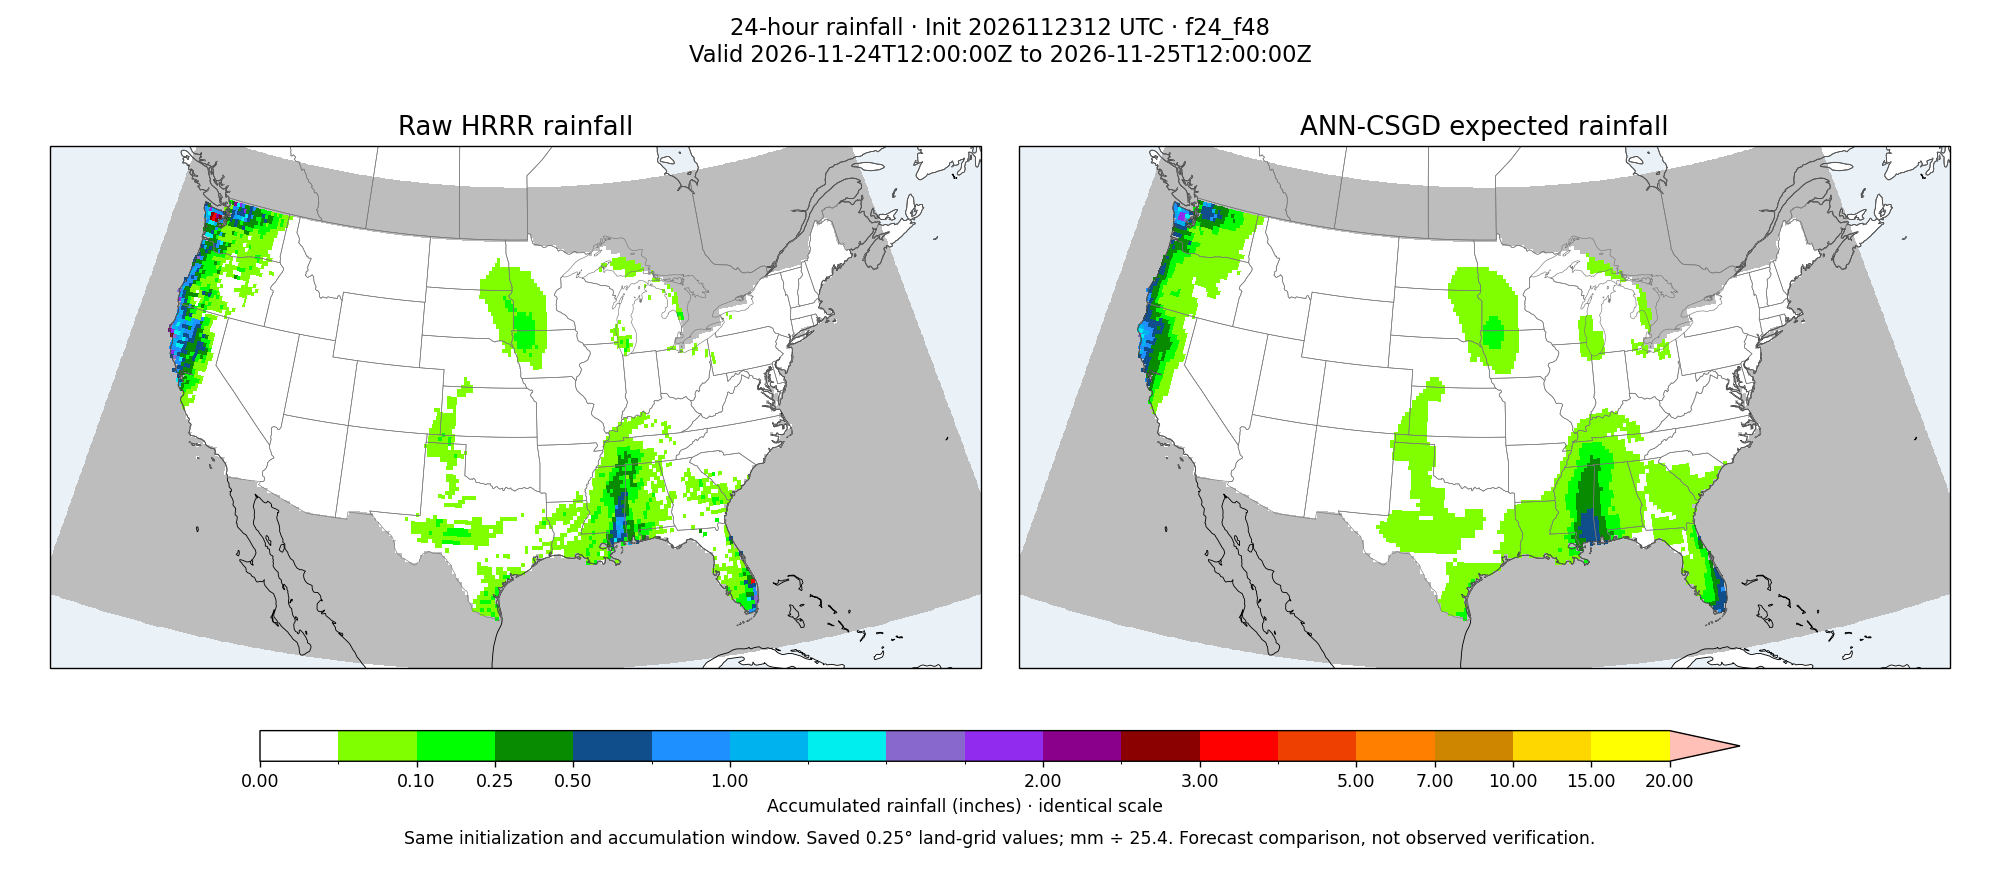 24-hour rainfall · Init 2026112312 UTC · f24_f48
Valid 2026-11-24T12:00:00Z to 2026-11-25T12:00:00Z
Raw HRRR rainfall
ANN-CSGD expected rainfall
0.00 0.10 0.25 0.50 1.00 2.00 3.00 5.00 7.00 10.00 15.00 20.00
Accumulated rainfall (inches) · identical scale
Same initialization and accumulation window. Saved 0.25° land-grid values; mm ÷ 25.4. Forecast comparison, not observed verification.